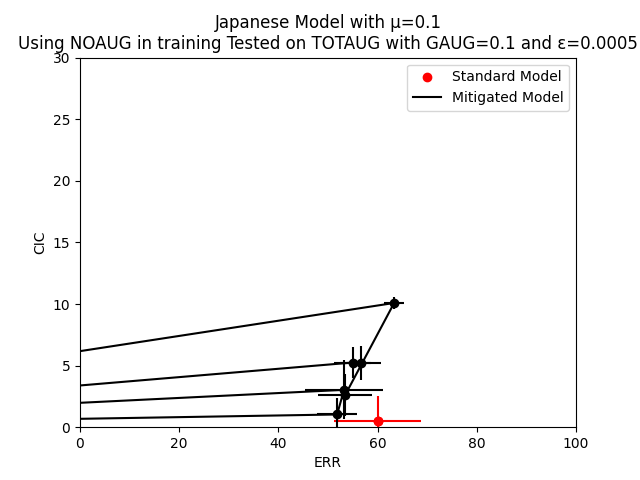 Japanese Model with μ=0.1
Using NOAUG in training Tested on TOTAUG with GAUG=0.1 and ε=0.0005
Standard Model
Mitigated Model
CIC
30
25
20
15
10
5
0
0 20 40 60 80 100
ERR